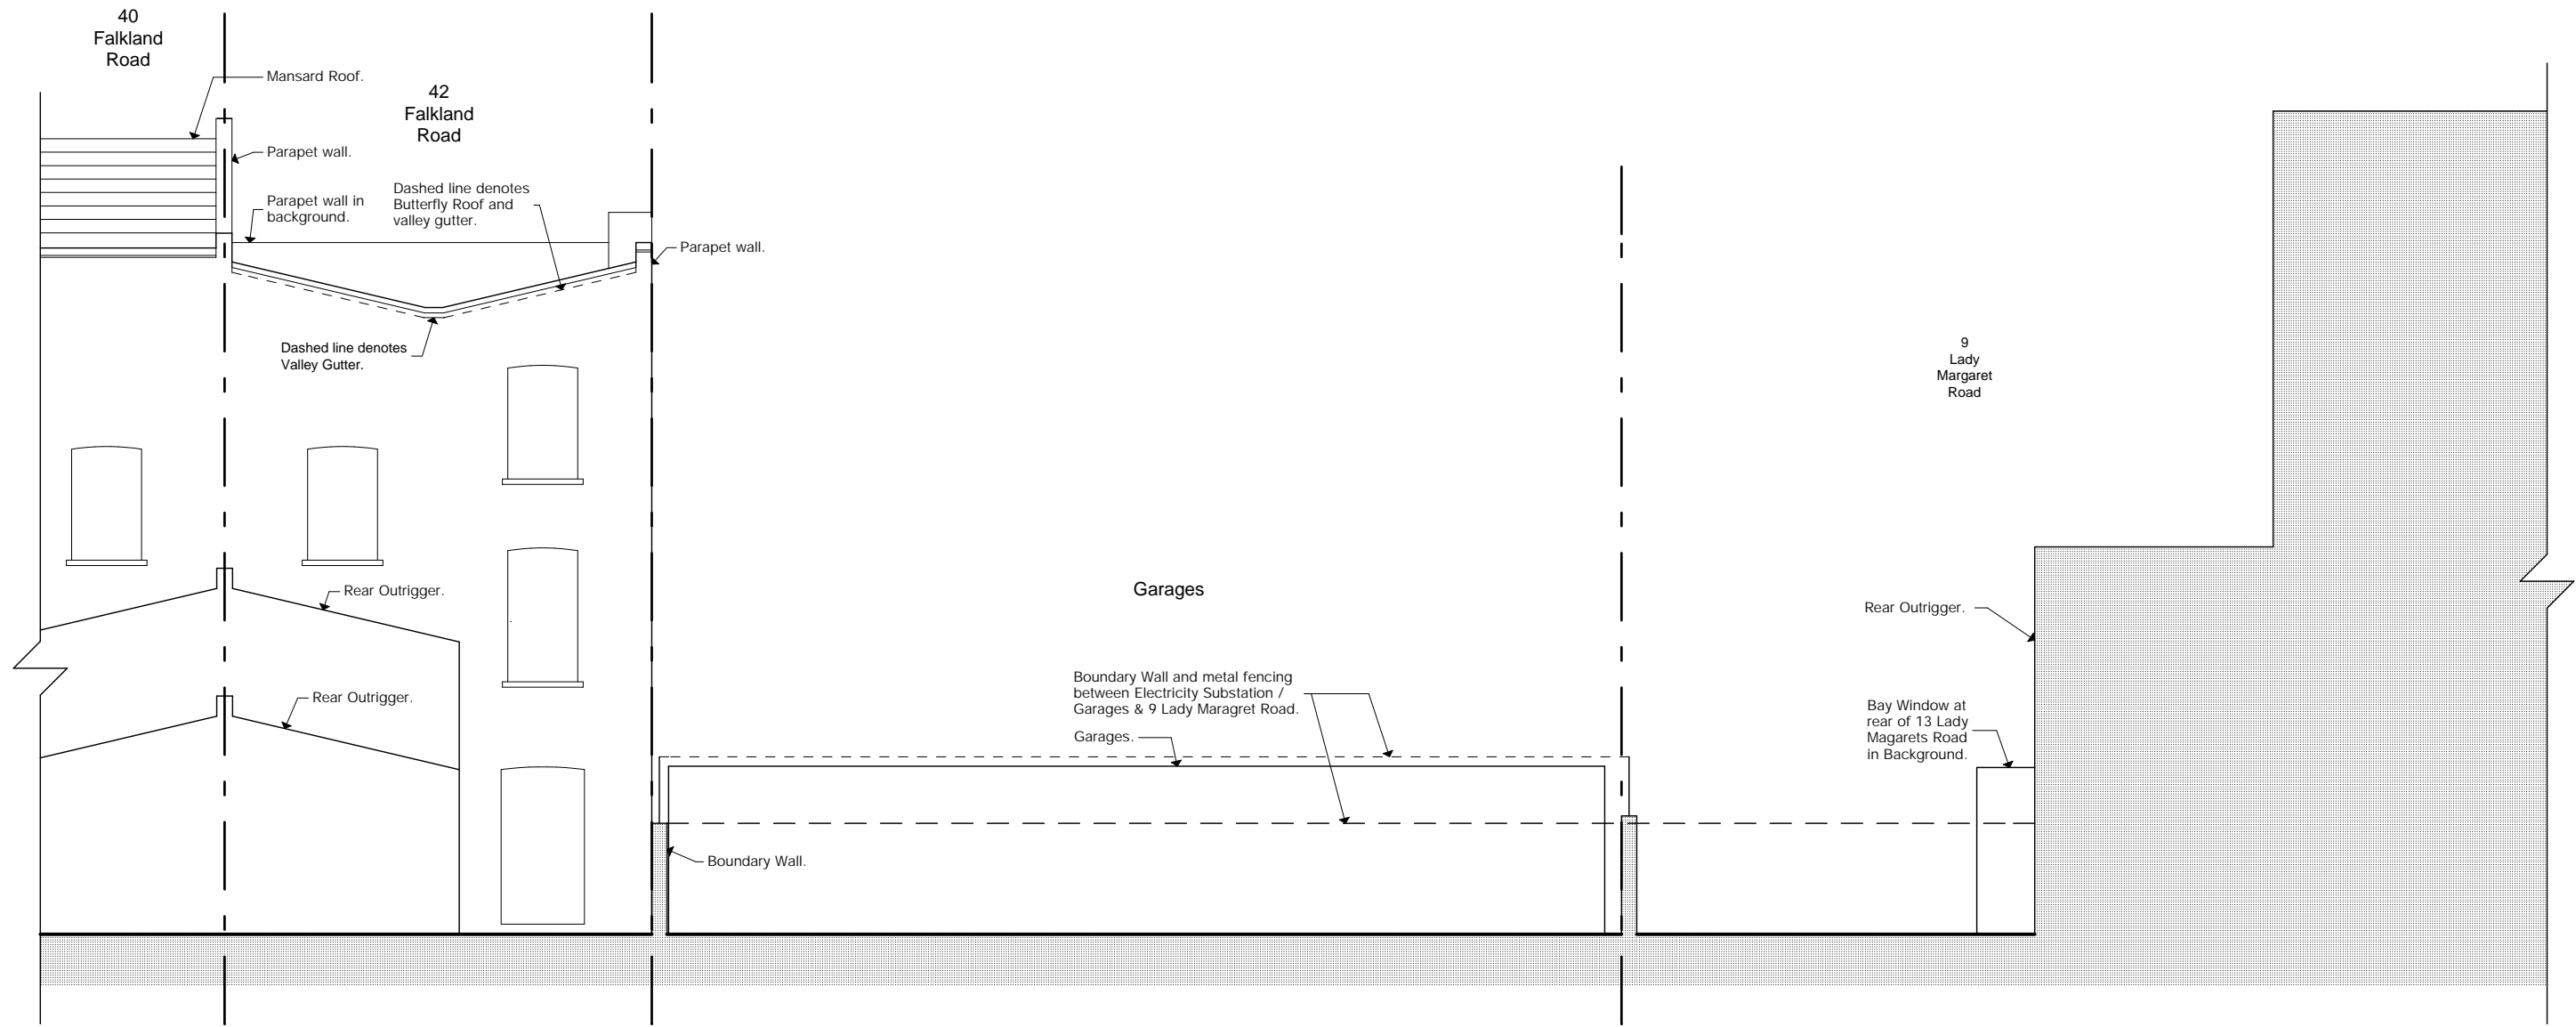 40
Falkland
Road
Mansard Roof.
42
Falkland
Road
Parapet wall.
Parapet wall in
background.
Dashed line denotes
Butterfly Roof and
valley gutter.
Parapet wall.
Dashed line denotes
Valley Gutter.
9
Lady
Margaret
Road
Rear Outrigger.
Garages
Rear Outrigger.
Rear Outrigger.
Boundary Wall and metal fencing
between Electricity Substation /
Garages & 9 Lady Maragret Road.
Garages.
Bay Window at
rear of 13 Lady
Magarets Road
in Background.
Boundary Wall.